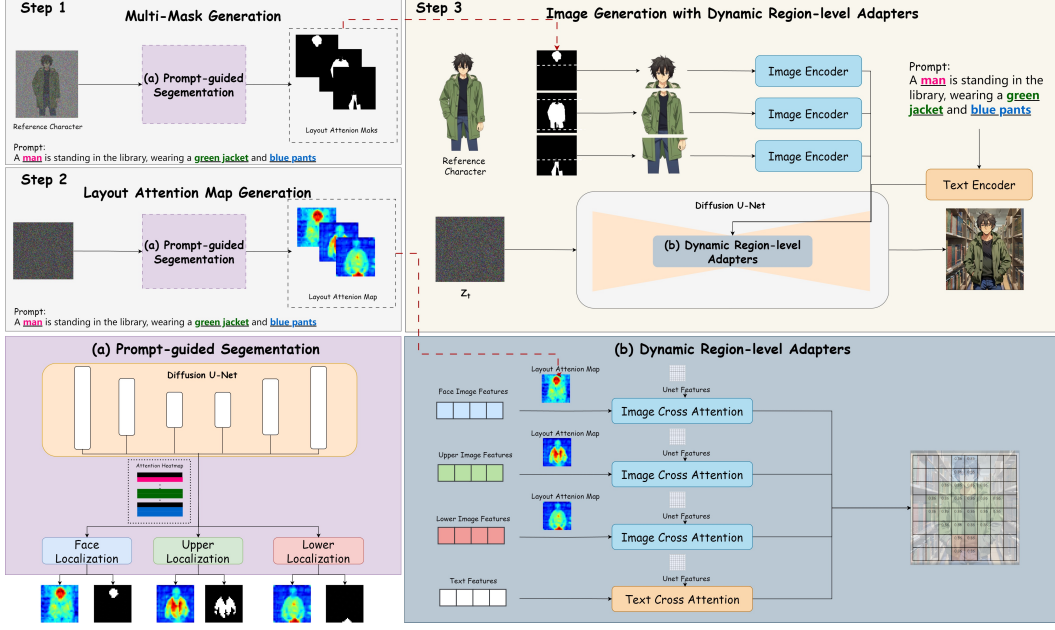 Step 1
Multi-Mask Generation
(a) Prompt-guided
Segementation
Reference Character
Layout Attenion Maks
Prompt:
A man is standing in the library, wearing a green jacket and blue pants
Step 2
Layout Attention Map Generation
(a) Prompt-guided
Segementation
Layout Attenion Map
Prompt:
A man is standing in the library, wearing a green jacket and blue pants
Step 3
Image Generation with Dynamic Region-level Adapters
Reference
Character
Image Encoder
Image Encoder
Image Encoder
Prompt:
A man is standing in the
library, wearing a green
jacket and blue pants
Text Encoder
Diffusion U-Net
(b) Dynamic Region-level
Adapters
Zt
(a) Prompt-guided Segementation
Diffusion U-Net
Attention Heatmap
Face
Localization
Upper
Localization
Lower
Localization
(b) Dynamic Region-level Adapters
Layout Attenion Map
Face Image Features
Unet Features
Image Cross Attention
Layout Attenion Map
Upper Image Features
Unet Features
Image Cross Attention
Layout Attenion Map
Lower Image Features
Unet Features
Image Cross Attention
Text Features
Unet Features
Text Cross Attention